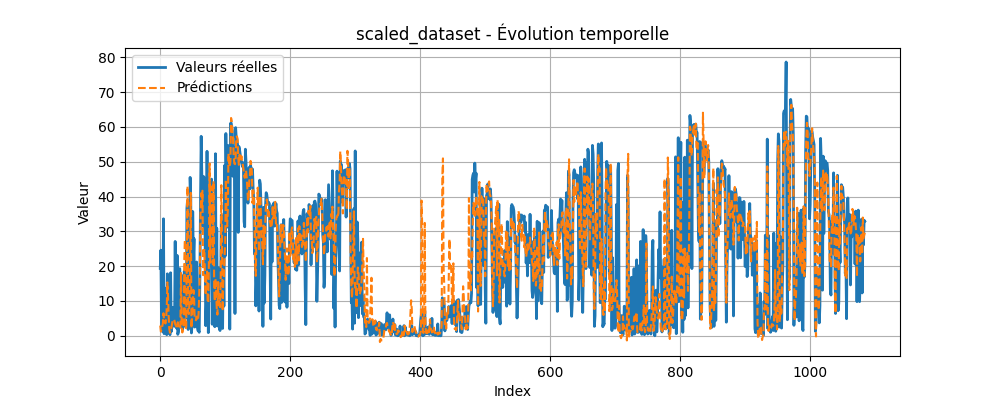 scaled_dataset - Évolution temporelle
Valeurs réelles
Prédictions
80
70
60
50
40
30
20
10
0
Valeur
0 200 400 600 800 1000
Index